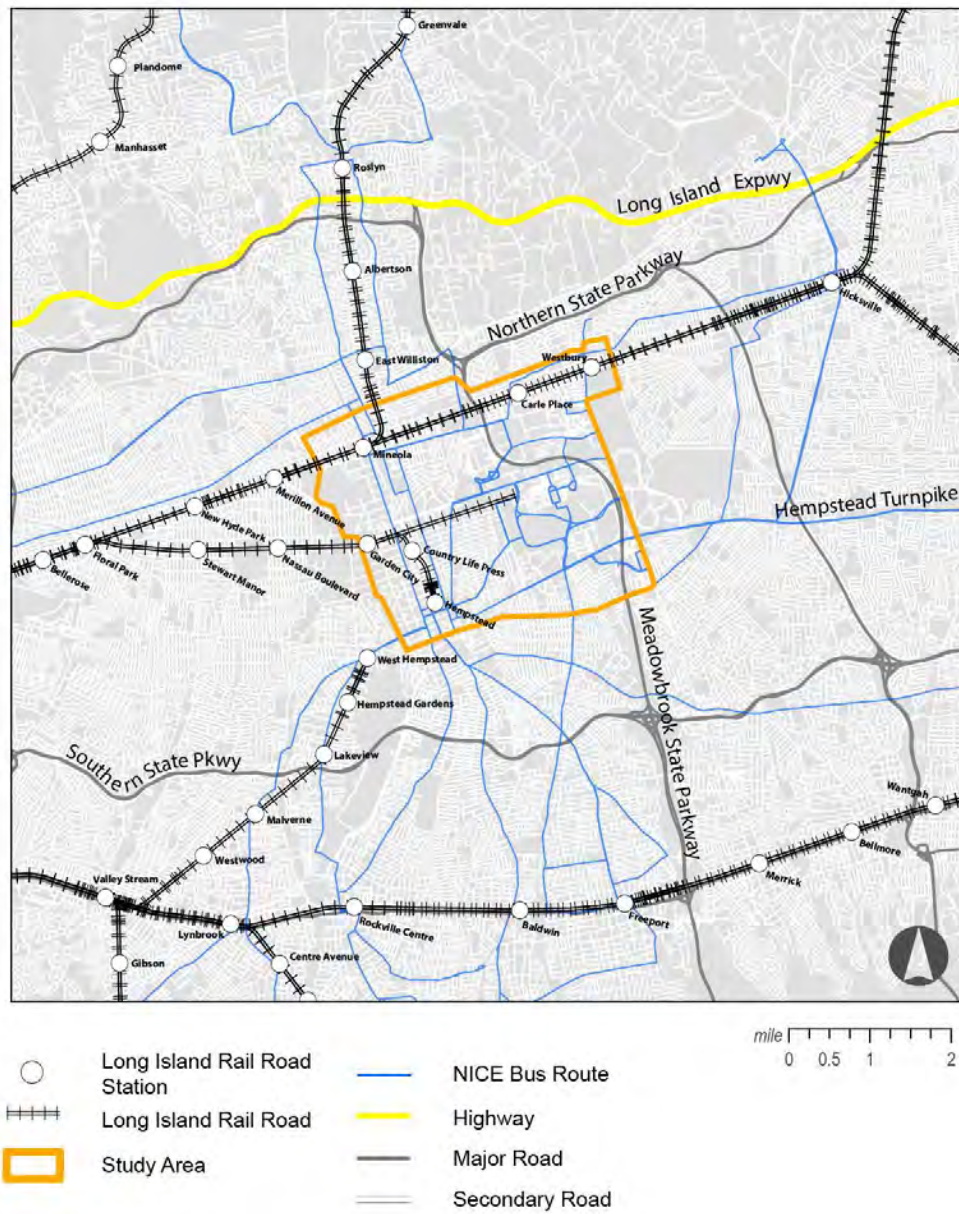 Greenvale
Plandome
Manhasset
Roslyn
Long Island Expwy
Albertson
Northern State Parkway
Hicksville
East Williston
Westbury
Carle Place
Mineola
Merillon Avenue
New Hyde Park
Hempstead Turnpike
Floral Park
Bellerose
Stewart Manor
Nassau Boulevard
Garden City
Country Life Press
Hempstead
Meadowbrook State Parkway
West Hempstead
Hempstead Gardens
Lakeview
Southern State Pkwy
Malverne
Westwood
Wantgah
Bellmore
Merrick
Freeport
Valley Stream
Lynbrook
Rockville Centre
Baldwin
Gibson
Centre Avenue
mile
0 0.5 1 2
Long Island Rail Road
Station
Long Island Rail Road
Study Area
NICE Bus Route
Highway
Major Road
Secondary Road